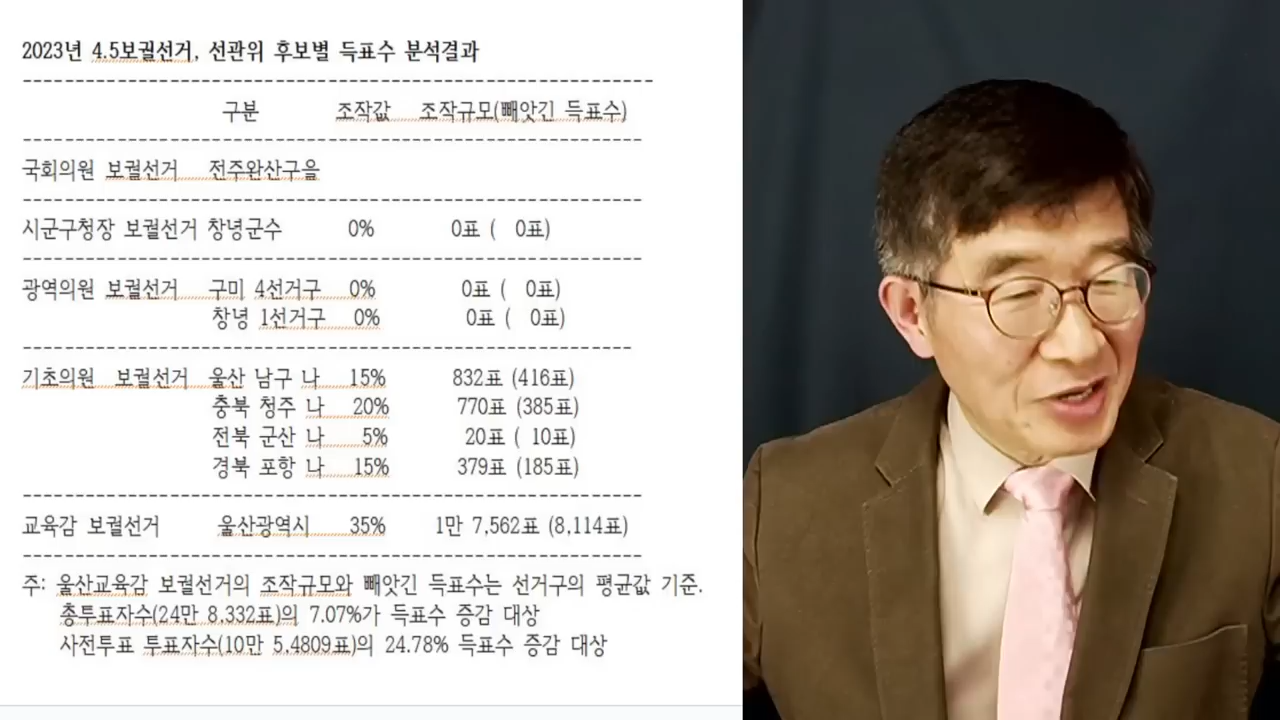 2023년 4.5보궐선거, 선관위 후보별 득표수 분석결과
구분 조작값 조작규모(빼앗긴 득표수)
국회의원 보궐선거 전주완산구을
시군구청장 보궐선거 창녕군수 0% 0표 ( 0표)
광역의원 보궐선거 구미 4선거구 0% 0표 ( 0표)
창녕 1선거구 0% 0표 ( 0표)
기초의원 보궐선거 울산 남구 나 15% 832표 (416표)
충북 청주 나 20% 770표 (385표)
전북 군산 나 5% 20표 ( 10표)
경북 포항 나 15% 379표 (185표)
교육감 보궐선거 울산광역시 35% 1만 7,562표 (8,114표)
주: 울산교육감 보궐선거의 조작규모와 빼앗긴 득표수는 선거구의 평균값 기준.
총투표자수(24만 8.332표)의 7.07%가 득표수 증감 대상
사전투표 투표자수(10만 5.4809표)의 24.78% 득표수 증감 대상